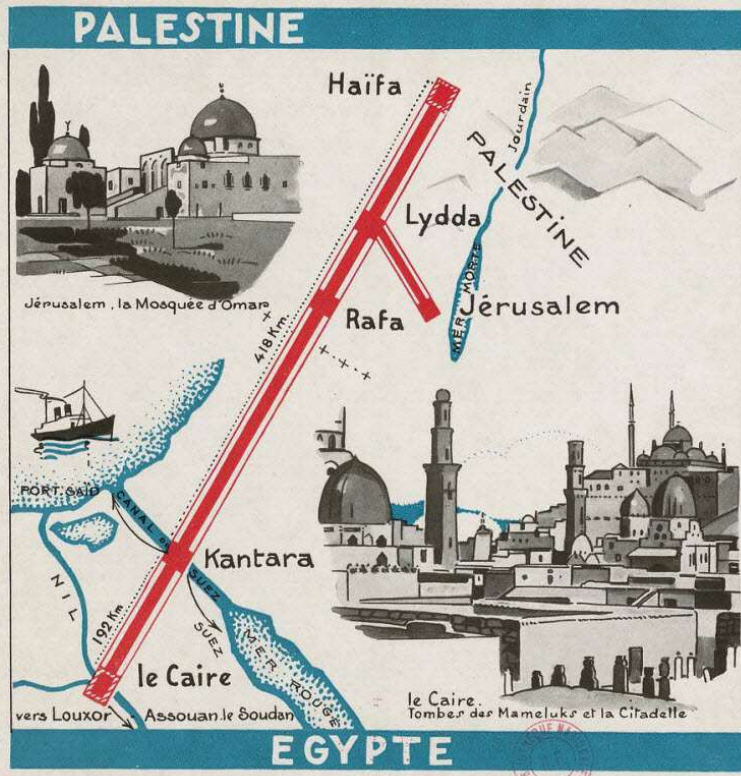 PALESTINE
Haïfa
Jourdain
PALESTINE
Lydda
MER MORTE
Jérusalem
Jérusalem, la Mosquée d'Omar
Rafa
418 Km.
PORT SAÏD
CANAL DE SUEZ
Kantara
NIL
192 Km
SUEZ
MER ROUGE
le Caire
vers Louxor
Assouan. le Soudan
le Caire.
Tombes des Mameluks et la Citadelle
EGYPTE